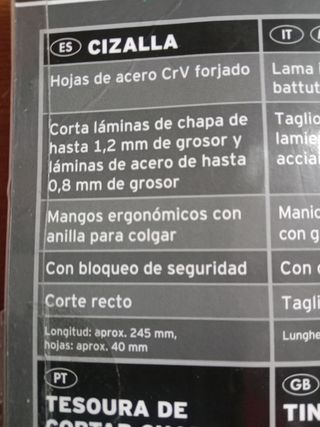 ES CIZALLA
Hojas de acero CrV forjado
Corta láminas de chapa de
hasta 1,2 mm de grosor y
láminas de acero de hasta
0,8 mm de grosor
Mangos ergonómicos con
anilla para colgar
Con bloqueo de seguridad
Corte recto
Longitud: aprox. 245 mm,
hojas: aprox. 40 mm
IT
Lama
battut
Taglio
lamie
acciai
Manic
con g
Con
Tagli
Lunghe
PT
TESOURA DE
GB
TIN